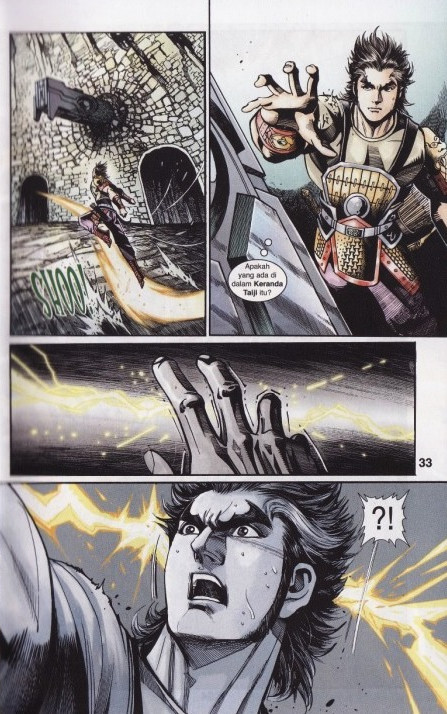 SHOO!
Apakah
yang ada di
dalam Keranda
Taiji itu?
33
?!